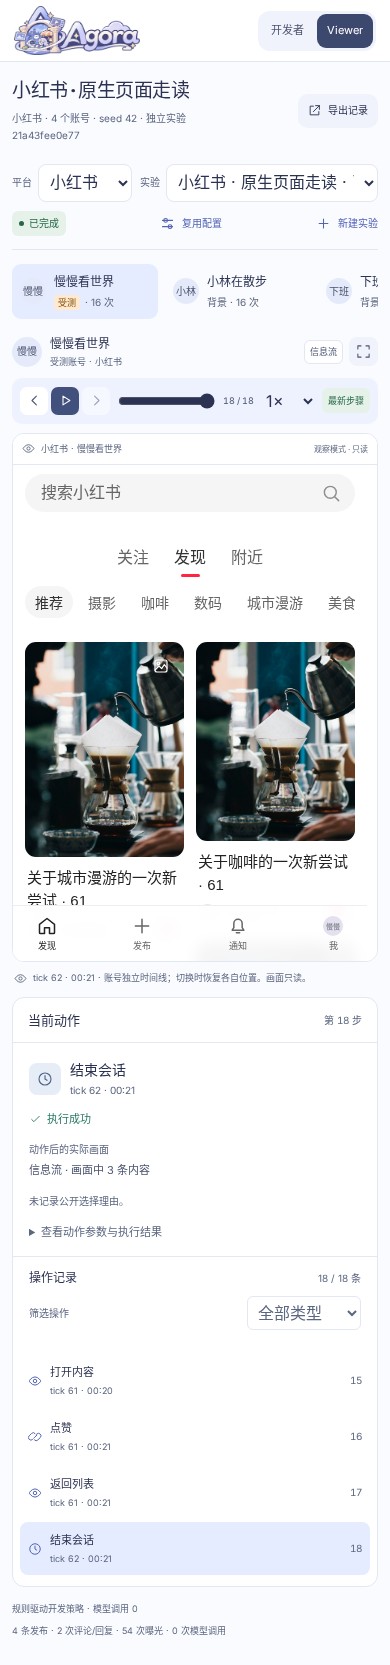 Agora
开发者
Viewer
小红书·原生页面走读
小红书 · 4 个账号 · seed 42 · 独立实验
21a43fee0e77
导出记录
平台
小红书
实验
小红书 · 原生页面走读 ·
已完成
复用配置
新建实验
慢慢
慢慢看世界
受测 · 16 次
小林
小林在散步
背景 · 16 次
下班
慢慢
慢慢看世界
受测账号 · 小红书
信息流
18 / 18
1×
最新步骤
小红书 · 慢慢看世界
观察模式 · 只读
搜索小红书
关注
发现
附近
推荐
摄影
咖啡
数码
城市漫游
美食
关于城市漫游的一次新
尝试 · 61
关于咖啡的一次新尝试
· 61
发现
发布
通知
慢慢
我
tick 62 · 00:21 · 账号独立时间线；切换时恢复各自位置。画面只读。
当前动作
第 18 步
结束会话
tick 62 · 00:21
执行成功
动作后的实际画面
信息流 · 画面中 3 条内容
未记录公开选择理由。
查看动作参数与执行结果
操作记录
18 / 18 条
筛选操作
全部类型
打开内容
tick 61 · 00:20
15
点赞
tick 61 · 00:21
16
返回列表
tick 61 · 00:21
17
结束会话
tick 62 · 00:21
18
规则驱动开发策略 · 模型调用 0
4 条发布 · 2 次评论/回复 · 54 次曝光 · 0 次模型调用